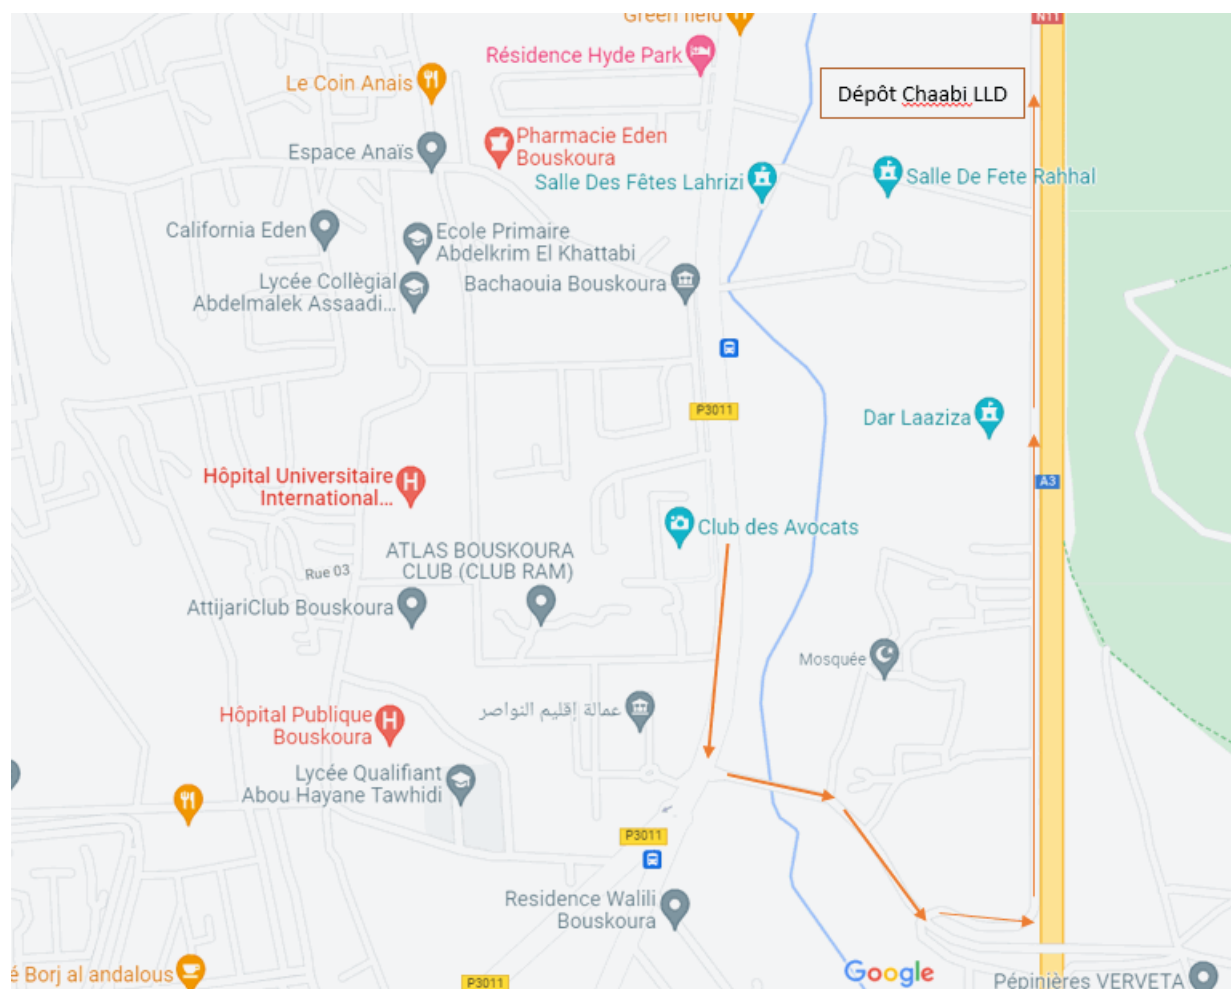 Green field
N11
Résidence Hyde Park
Le Coin Anais
Dépôt Chaabi LLD
Pharmacie Eden
Bouskoura
Espace Anaïs
Salle Des Fêtes Lahrizi
Salle De Fete Rahhal
California Eden
Ecole Primaire
Abdelkrim El Khattabi
Lycée Collègial
Abdelmalek Assaadi...
Bachaouia Bouskoura
P3011
Dar Laaziza
Hôpital Universitaire
International...
A3
Club des Avocats
ATLAS BOUSKOURA
CLUB (CLUB RAM)
Rue 03
AttijariClub Bouskoura
Mosquée
عمالة إقليم النواصر
Hôpital Publique
Bouskoura
Lycée Qualifiant
Abou Hayane Tawhidi
P3011
Residence Walili
Bouskoura
é Borj al andalous
P3011
Google
Pépinières VERVETA